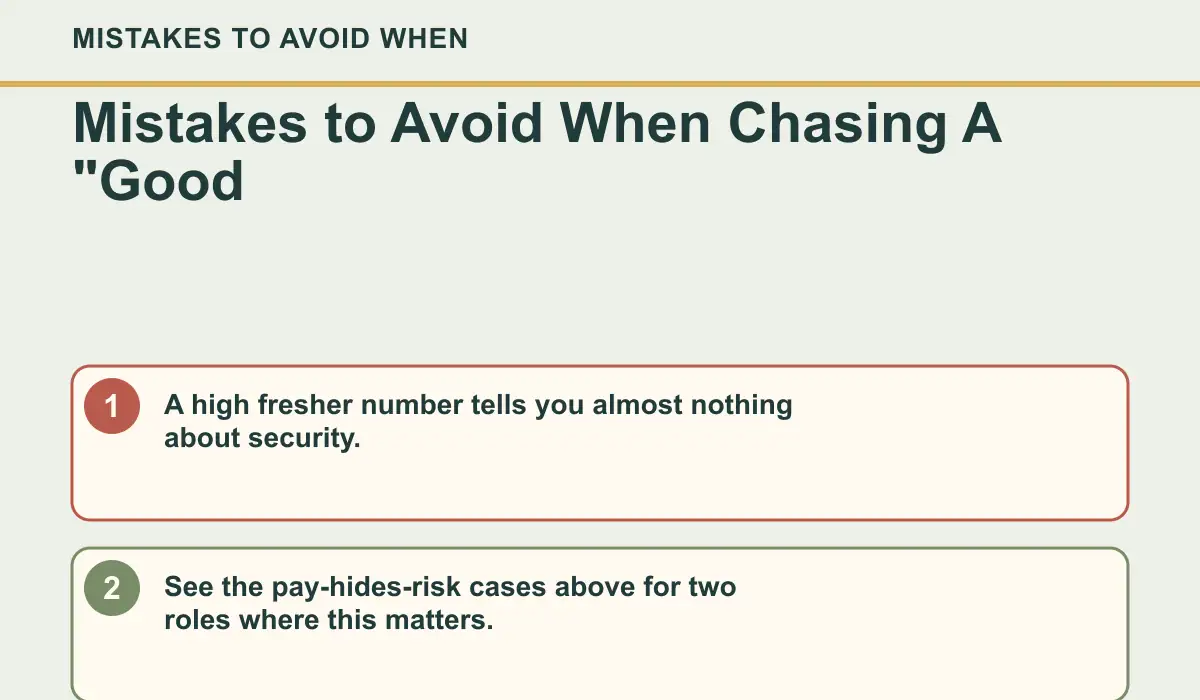 MISTAKES TO AVOID WHEN
Mistakes to Avoid When Chasing A
"Good
1
A high fresher number tells you almost nothing
about security.
2
See the pay-hides-risk cases above for two
roles where this matters.